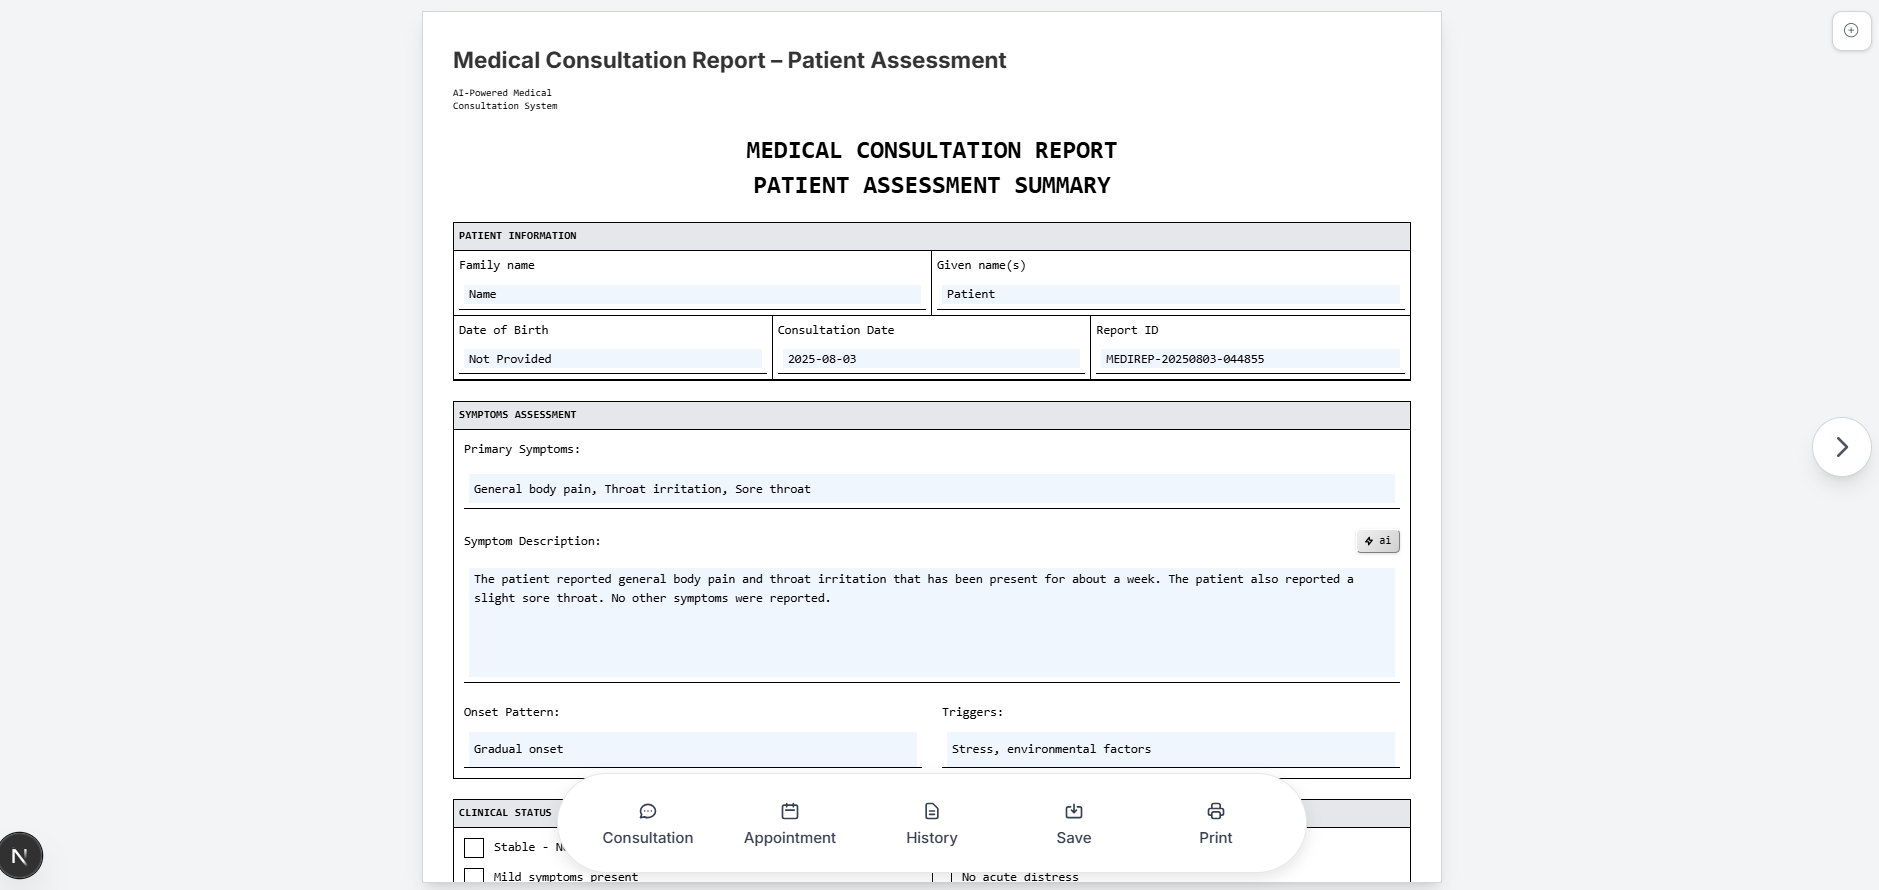 Medical Consultation Report – Patient Assessment
AI-Powered Medical
Consultation System
MEDICAL CONSULTATION REPORT
PATIENT ASSESSMENT SUMMARY
PATIENT INFORMATION
Family name
Name
Given name(s)
Patient
Date of Birth
Not Provided
Consultation Date
2025-08-03
Report ID
MEDIREP-20250803-044855
SYMPTOMS ASSESSMENT
Primary Symptoms:
General body pain, Throat irritation, Sore throat
Symptom Description:
ai
The patient reported general body pain and throat irritation that has been present for about a week. The patient also reported a
slight sore throat. No other symptoms were reported.
Onset Pattern:
Gradual onset
Triggers:
Stress, environmental factors
CLINICAL STATUS
Stable -
Mild symptoms present
No acute distress
Consultation
Appointment
History
Save
Print
N